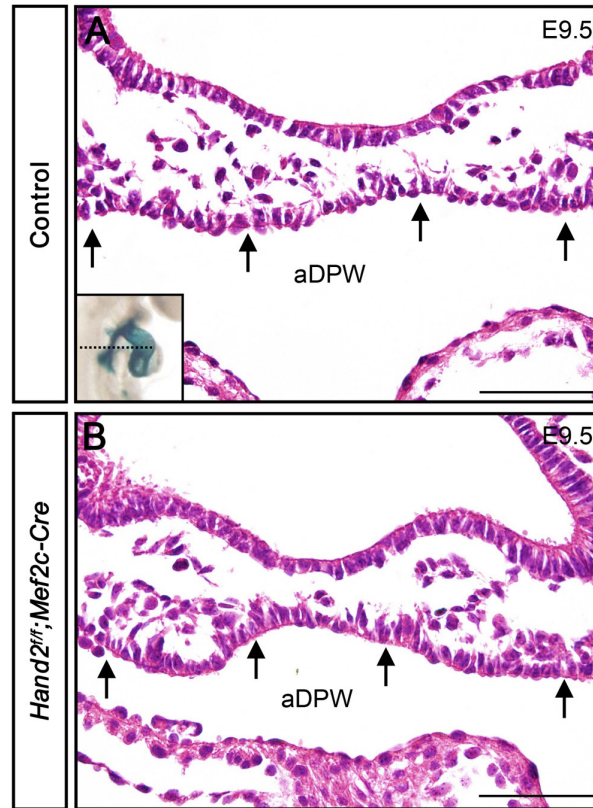 Control
A
E9.5
aDPW
Hand2f/f;Mef2c-Cre
B
E9.5
aDPW